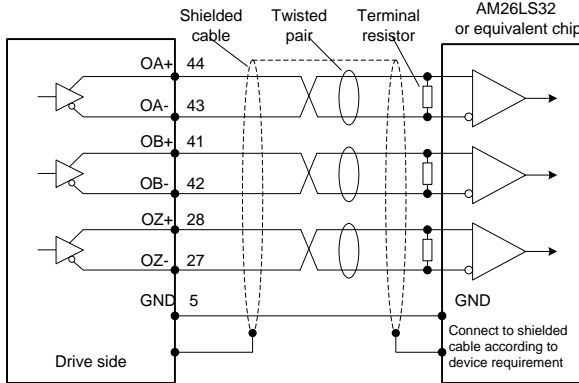 Shielded
cable
Twisted
pair
Terminal
resistor
AM26LS32
or equivalent chip
OA+ 44
OA- 43
OB+ 41
OB- 42
OZ+ 28
OZ- 27
GND 5
GND
Drive side
Connect to shielded
cable according to
device requirement